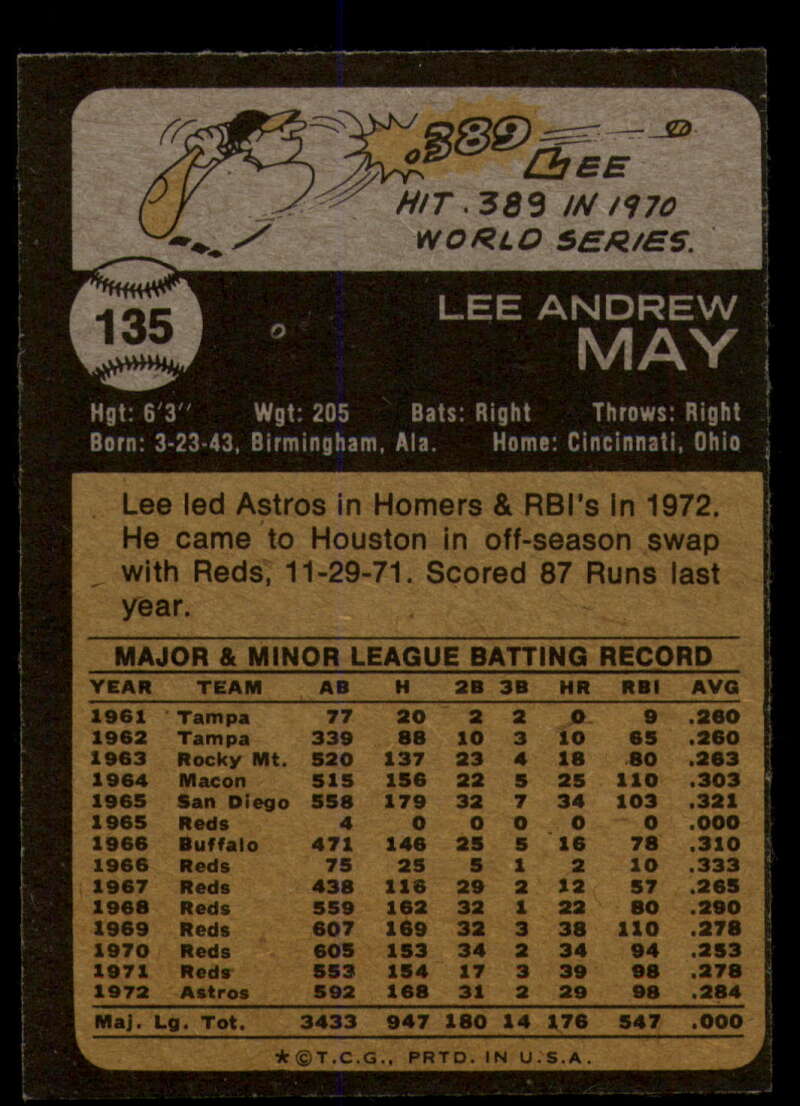 .389
LEE
HIT .389 IN 1970
WORLD SERIES.
135
LEE ANDREW
MAY
Hgt: 6'3" Wgt: 205 Bats: Right Throws: Right
Born: 3-23-43, Birmingham, Ala. Home: Cincinnati, Ohio
Lee led Astros in Homers & RBI's in 1972.
He came to Houston in off-season swap
with Reds, 11-29-71. Scored 87 Runs last
year.
MAJOR & MINOR LEAGUE BATTING RECORD
YEAR TEAM AB H 2B 3B HR RBI AVG
1961 Tampa 77 20 2 2 0 9 .260
1962 Tampa 339 88 10 3 10 65 .260
1963 Rocky Mt. 520 137 23 4 18 80 .263
1964 Macon 515 156 22 5 25 110 .303
1965 San Diego 558 179 32 7 34 103 .321
1965 Reds 4 0 0 0 0 0 .000
1966 Buffalo 471 146 25 5 16 78 .310
1966 Reds 75 25 5 1 2 10 .333
1967 Reds 438 116 29 2 12 57 .265
1968 Reds 559 162 32 1 22 80 .290
1969 Reds 607 169 32 3 38 110 .278
1970 Reds 605 153 34 2 34 94 .253
1971 Reds 553 154 17 3 39 98 .278
1972 Astros 592 168 31 2 29 98 .284
Maj. Lg. Tot. 3433 947 180 14 176 547 .000
*©T.C.G., PRTD. IN U.S.A.